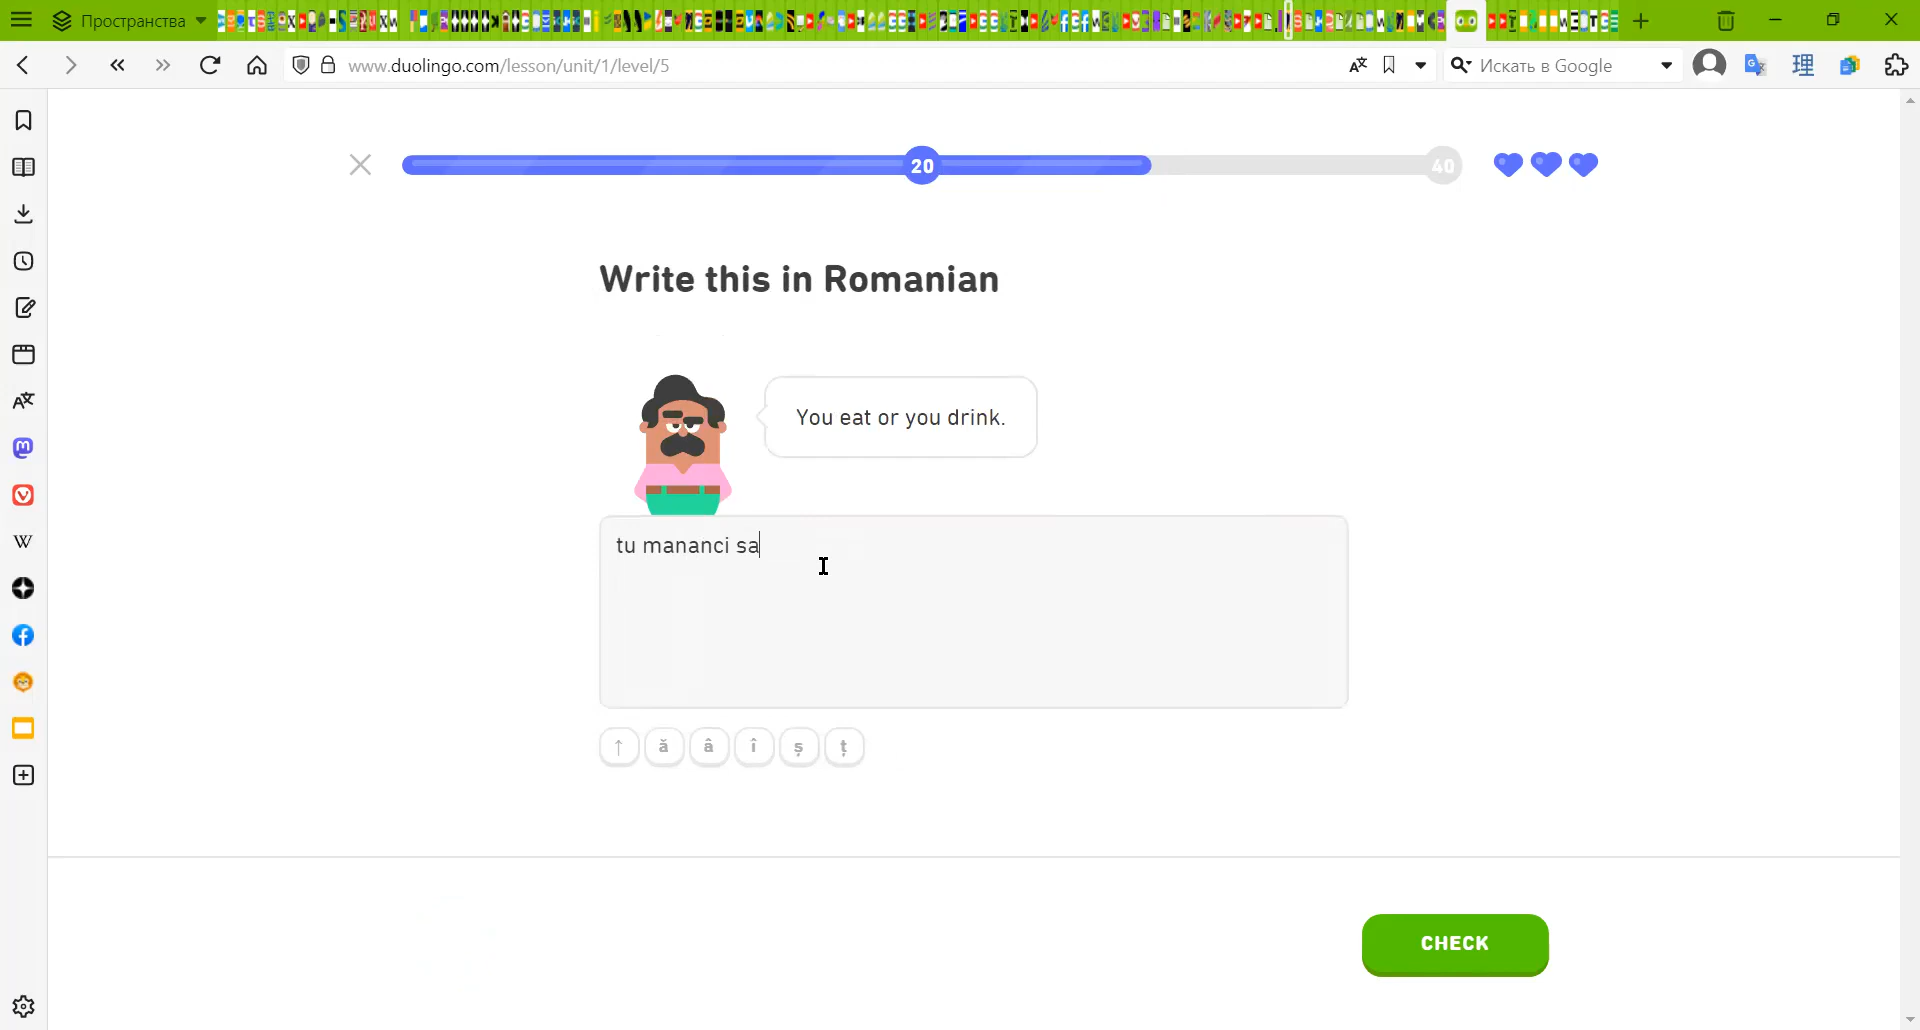 Пространства
www.duolingo.com/lesson/unit/1/level/5
Искать в Google
20
40
Write this in Romanian
You eat or you drink.
tu mananci sa
↑ ă â î ș ț
CHECK